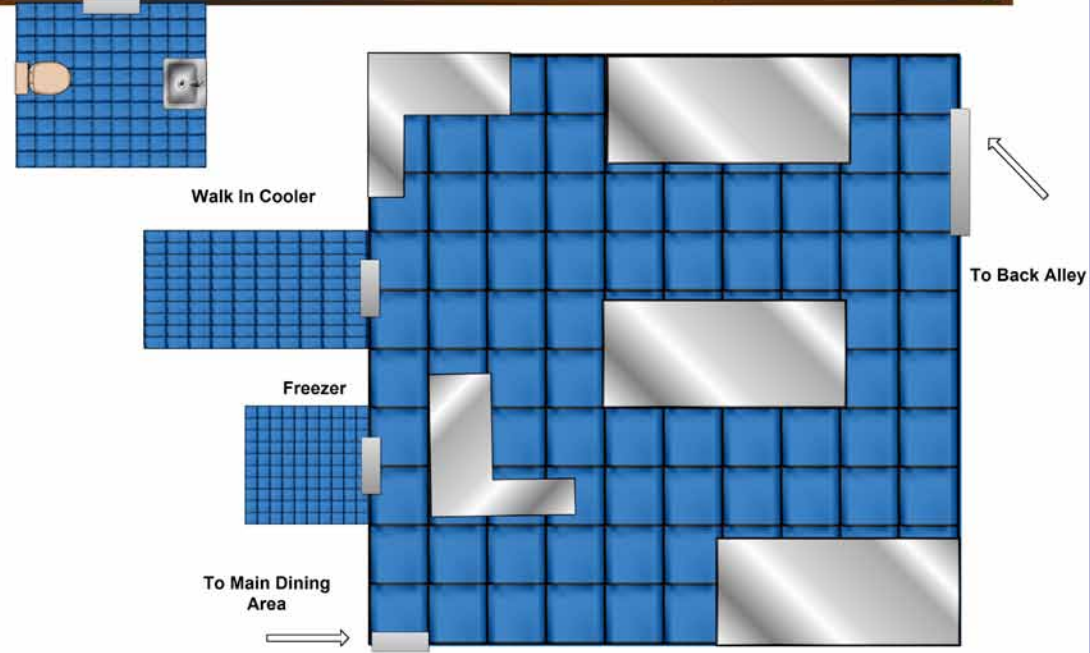 Walk In Cooler
To Back Alley
Freezer
To Main Dining
Area